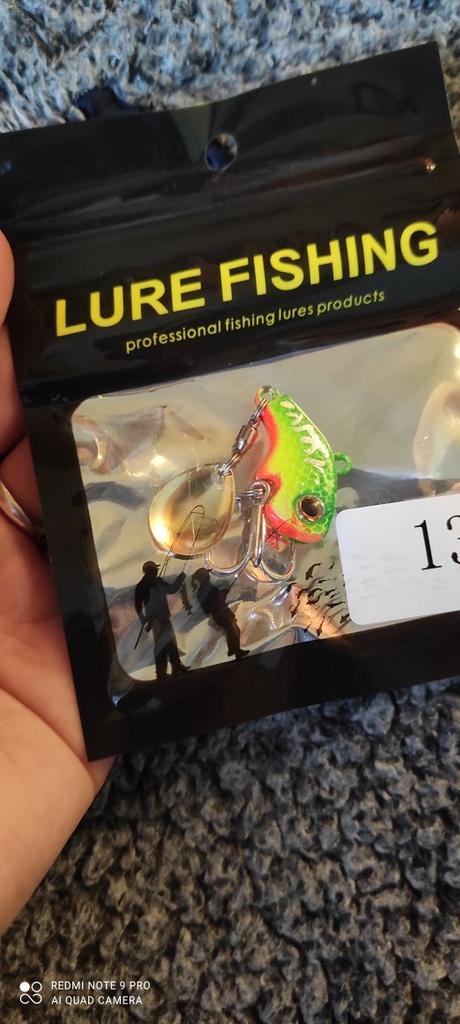 LURE FISHING
professional fishing lures products
13
REDMI NOTE 9 PRO
AI QUAD CAMERA